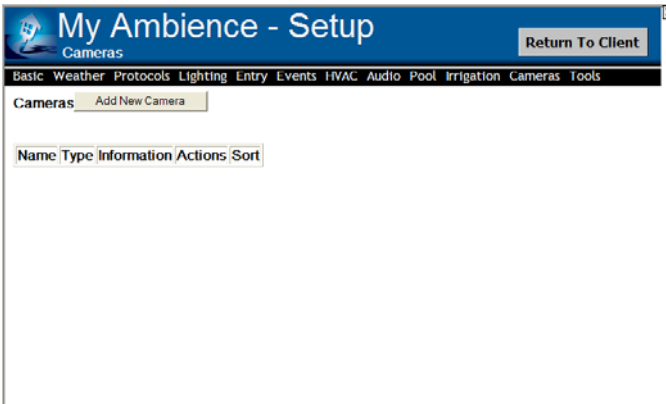 My Ambience - Setup
Cameras
Return To Client
Basic Weather Protocols Lighting Entry Events HVAC Audio Pool Irrigation Cameras Tools
Cameras Add New Camera
Name Type Information Actions Sort